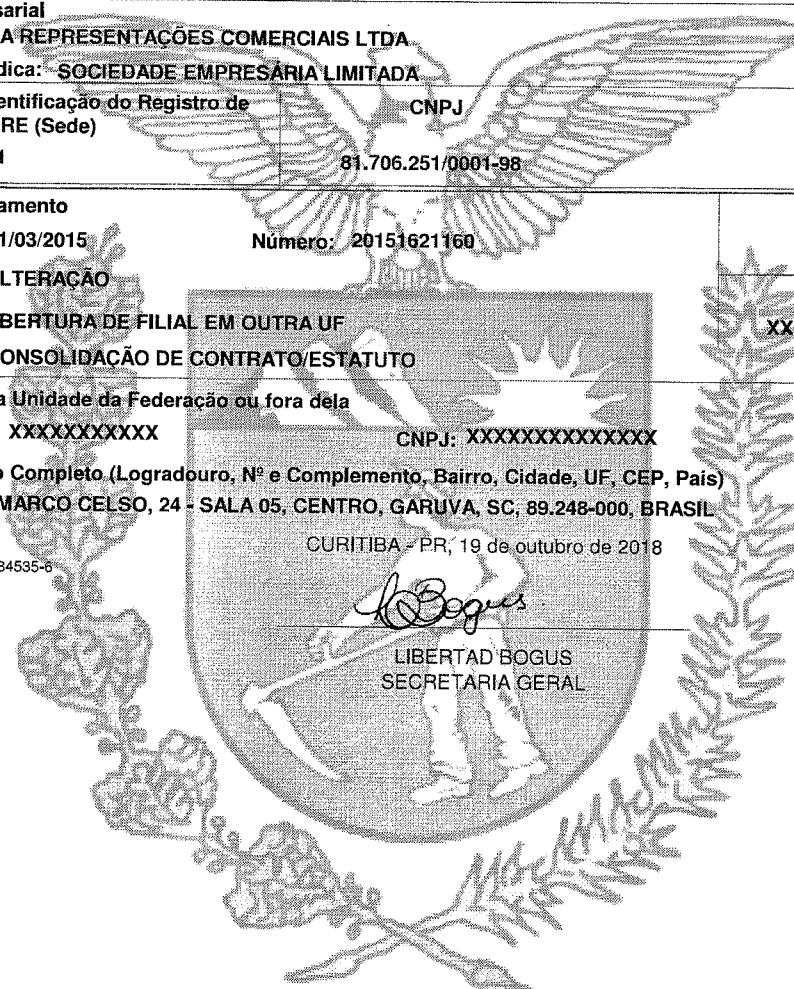 sarial
A REPRESENTAÇÕES COMERCIAIS LTDA
dica: SOCIEDADE EMPRESÁRIA LIMITADA
entificação do Registro de CNPJ
RE (Sede)
81.706.251/0001-98
amento
1/03/2015 Número: 20151621160
LTERAÇÃO
BERTURA DE FILIAL EM OUTRA UF XX
ONSOLIDAÇÃO DE CONTRATO/ESTATUTO
a Unidade da Federação ou fora dela
XXXXXXXXXXX CNPJ: XXXXXXXXXXXXXX
o Completo (Logradouro, Nº e Complemento, Bairro, Cidade, UF, CEP, País)
MARCO CELSO, 24 - SALA 05, CENTRO, GARUVA, SC, 89.248-000, BRASIL
CURITIBA - PR, 19 de outubro de 2018
34535-6
Bogus
LIBERTAD BOGUS
SECRETARIA GERAL